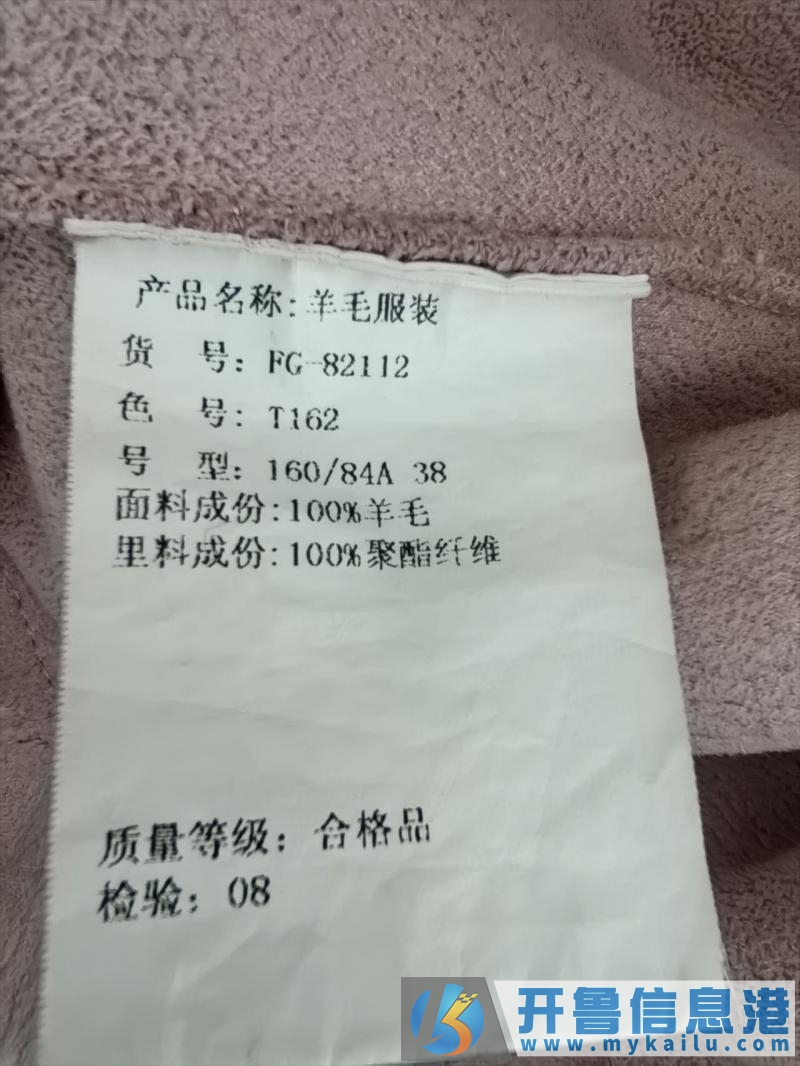 产品名称:羊毛服装
货 号: FG-82112
色 号: T162
号 型: 160/84A 38
面料成份:100%羊毛
里料成份:100%聚酯纤维
质量等级: 合格品
检验: 08
开鲁信息港
www.mykailu.com